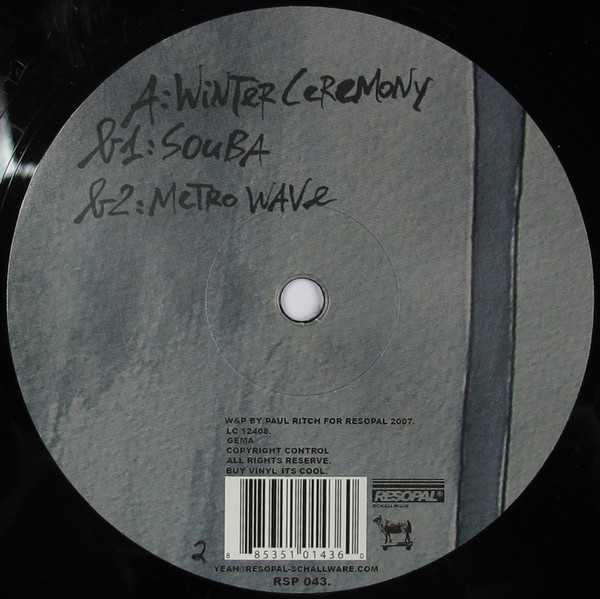 A: WINTER CEREMONY
B1: SOUBA
B2: METRO WAVE
W&P BY PAUL RITCH FOR RESOPAL 2007.
LC 12408.
GEMA
COPYRIGHT CONTROL
ALL RIGHTS RESERVE.
BUY VINYL ITS COOL.
RESOPAL®
SCHALLWARE
2
8 85351 01436 0
YEAH@RESOPAL-SCHALLWARE.COM
RSP 043.